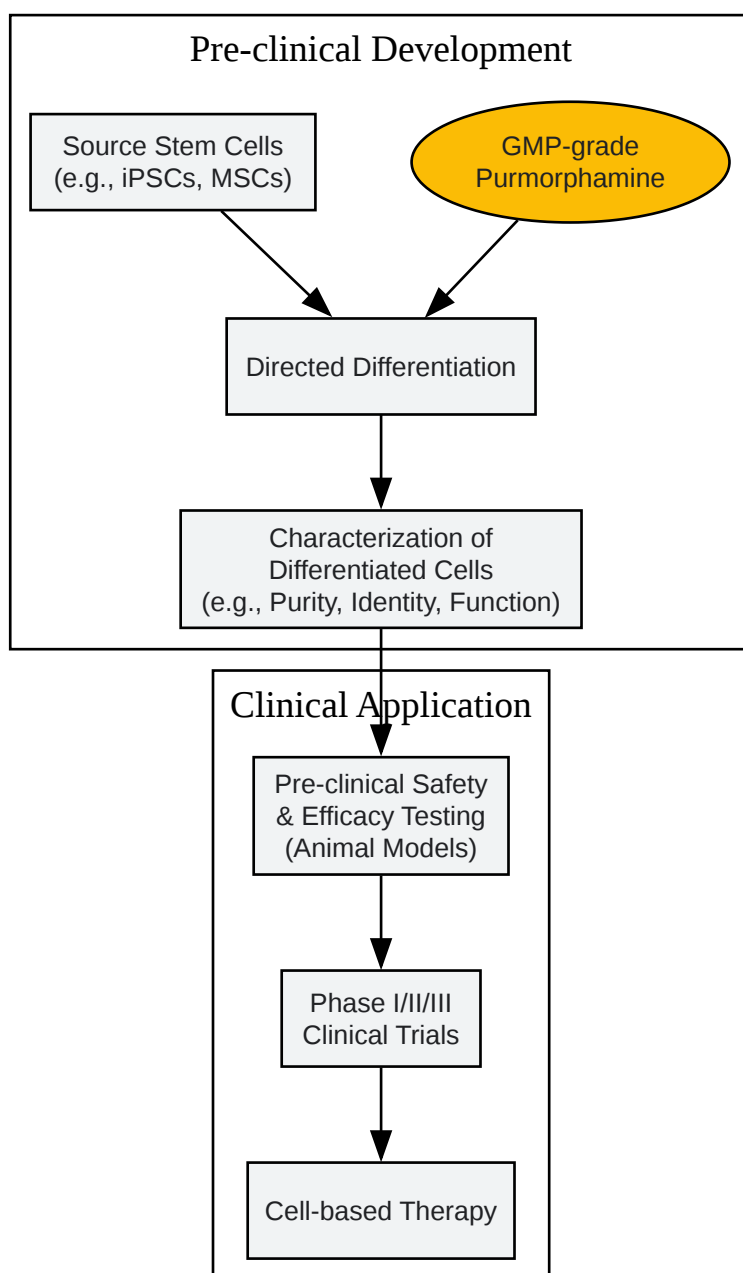 Pre-clinical Development
Source Stem Cells
(e.g., iPSCs, MSCs)
GMP-grade
Purmorphamine
Directed Differentiation
Characterization of
Differentiated Cells
(e.g., Purity, Identity, Function)
Clinical Application
Pre-clinical Safety
& Efficacy Testing
(Animal Models)
Phase I/II/III
Clinical Trials
Cell-based Therapy